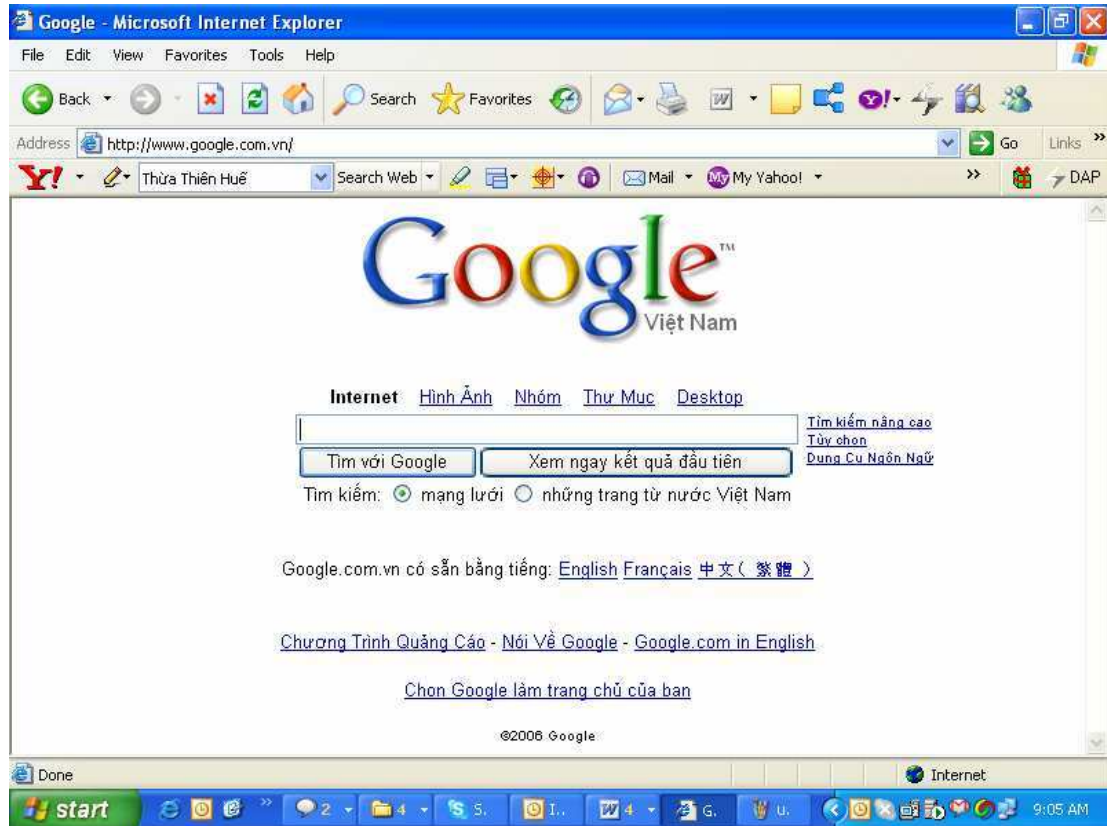 Google - Microsoft Internet Explorer
File Edit View Favorites Tools Help
Back Search Favorites
Address http://www.google.com.vn/ Go Links »
Y! Thừa Thiên Huế Search Web Mail My My Yahoo! » DAP
Google™
Việt Nam
Internet Hình Ảnh Nhóm Thư Mục Desktop
Tìm kiếm nâng cao
Tùy chọn
Tìm với Google Xem ngay kết quả đầu tiên Dụng Cụ Ngôn Ngữ
Tìm kiếm: mạng lưới những trang từ nước Việt Nam
Google.com.vn có sẵn bằng tiếng: English Français 中文( 繁體 )
Chương Trình Quảng Cáo - Nói Về Google - Google.com in English
Chọn Google làm trang chủ của bạn
©2006 Google
Done Internet
start » 2 4 S. I.. 4 G. U. 9:05 AM